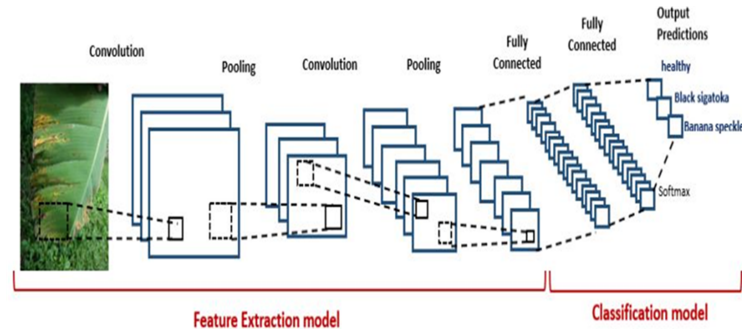 Convolution
Pooling
Convolution
Pooling
Fully
Connected
Fully
Connected
Output
Predictions
healthy
Black sigatoka
Banana speckle
Softmax
Feature Extraction model
Classification model